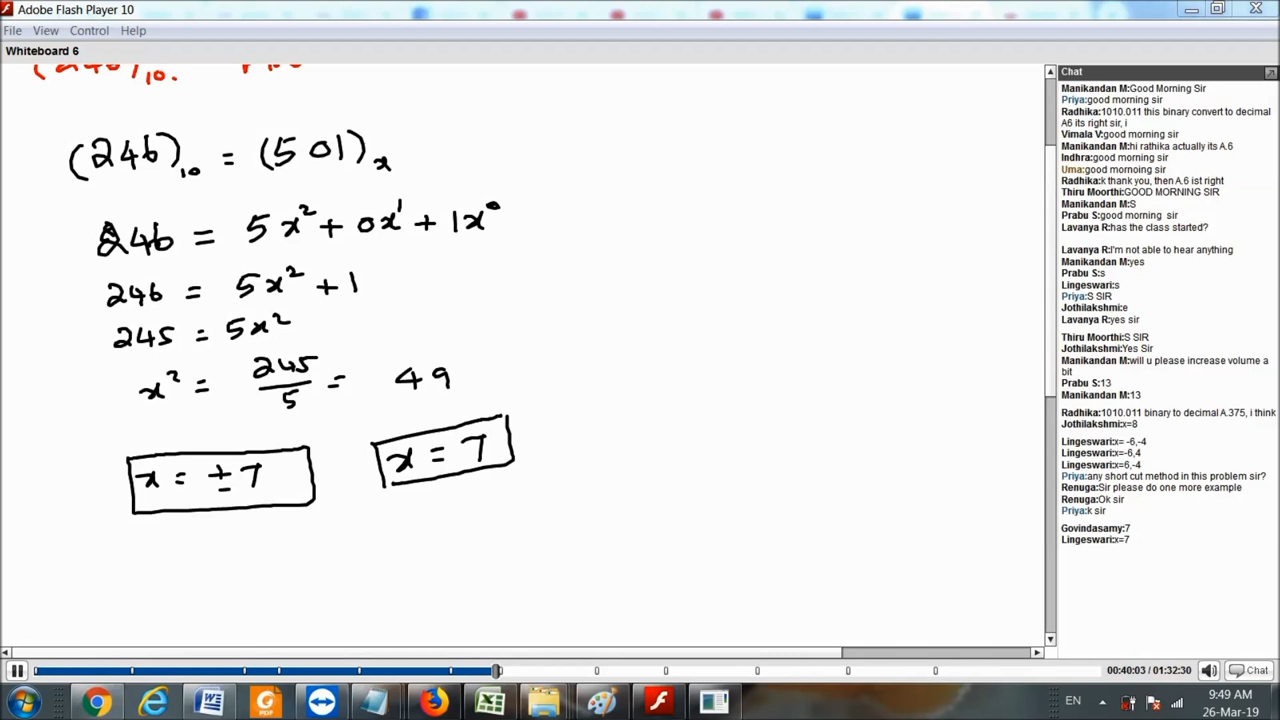 Adobe Flash Player 10
File View Control Help
Whiteboard 6
(246)10.
(246)10 = (501)x
246 = 5x² + 0x¹ + 1x⁰
246 = 5x² + 1
245 = 5x²
x² = 245/5 = 49
x = ±7
x = 7
Chat
Manikandan M:Good Morning Sir
Priya:good morning sir
Radhika:1010.011 this binary convert to decimal
A6 its right sir, i
Vimala V:good morning sir
Manikandan M:hi rathika actually its A.6
Indhra:good morning sir
Uma:good mornoing sir
Radhika:k thank you, then A.6 ist right
Thiru Moorthi:GOOD MORNING SIR
Manikandan M:S
Prabu S:good morning sir
Lavanya R:has the class started?
Lavanya R:I'm not able to hear anything
Manikandan M:yes
Prabu S:s
Lingeswari:s
Priya:S SIR
Jothilakshmi:e
Lavanya R:yes sir
Thiru Moorthi:S SIR
Jothilakshmi:Yes Sir
Manikandan M:will u please increase volume a
bit
Prabu S:13
Manikandan M:13
Radhika:1010.011 binary to decimal A.375, i think
Jothilakshmi:x=8
Lingeswari:x= -6,-4
Lingeswari:x= -6,4
Lingeswari:x=6,-4
Priya:any short cut method in this problem sir?
Renuga:Sir please do one more example
Renuga:Ok sir
Priya:k sir
Govindasamy:7
Lingeswari:x=7
00:40:03 / 01:32:30
Chat
EN
9:49 AM
26-Mar-19